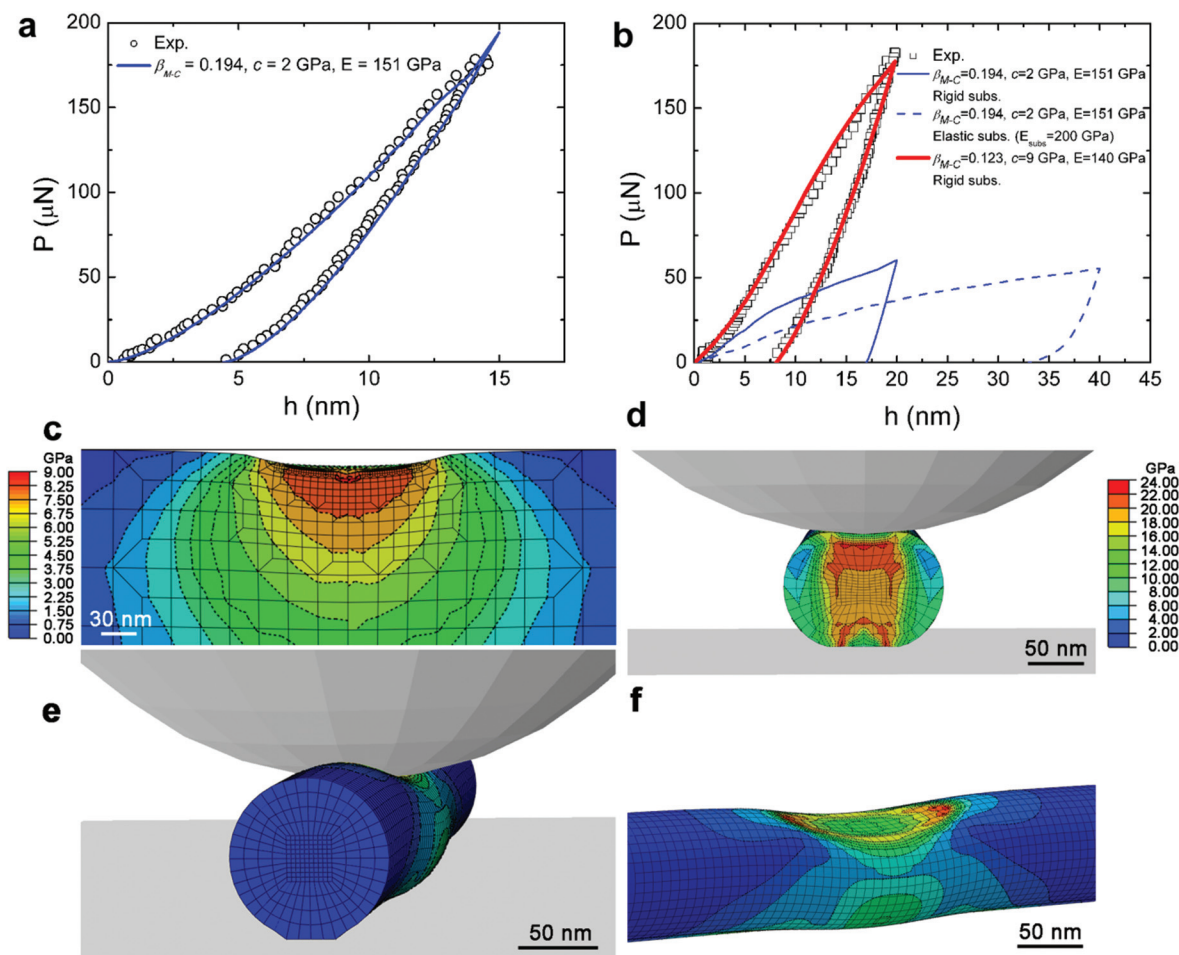 a
200
150
100
50
0
P (μN)
0 5 10 15
h (nm)
Exp.
βM-C = 0.194, c = 2 GPa, E = 151 GPa
b
200
150
100
50
0
P (μN)
0 5 10 15 20 25 30 35 40 45
h (nm)
Exp.
βM-C=0.194, c=2 GPa, E=151 GPa
Rigid subs.
βM-C=0.194, c=2 GPa, E=151 GPa
Elastic subs. (Esubs=200 GPa)
βM-C=0.123, c=9 GPa, E=140 GPa
Rigid subs.
c
GPa
9.00
8.25
7.50
6.75
6.00
5.25
4.50
3.75
3.00
2.25
1.50
0.75
0.00
30 nm
d
GPa
24.00
22.00
20.00
18.00
16.00
14.00
12.00
10.00
8.00
6.00
4.00
2.00
0.00
50 nm
e
50 nm
f
50 nm